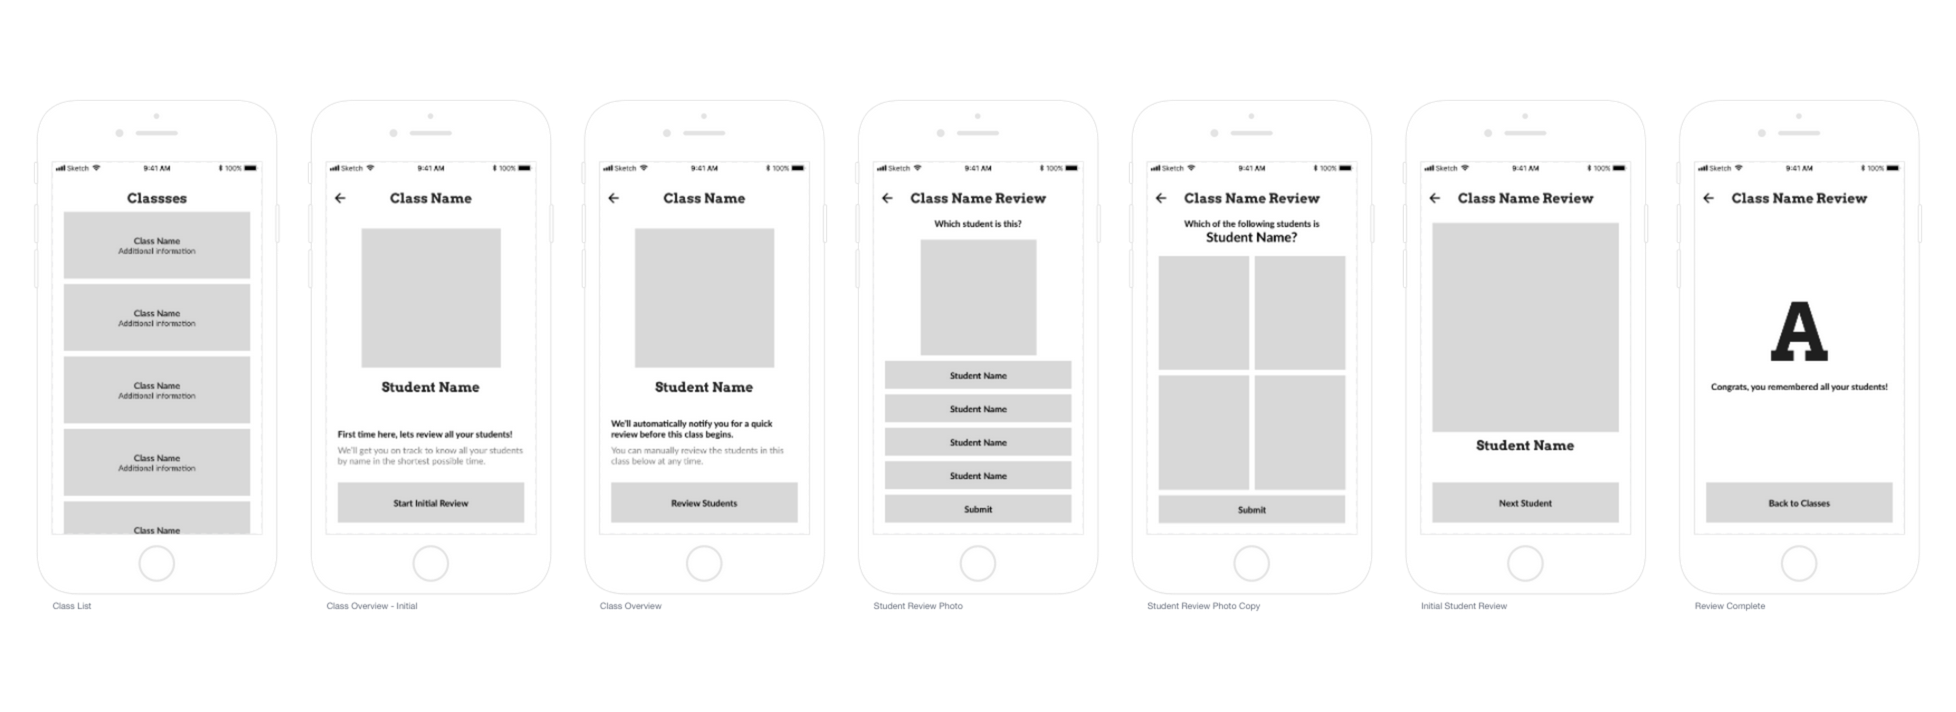 Sketch 9:41 AM 100%
Classses
Class Name
Additional information
Class Name
Additional information
Class Name
Additional information
Class Name
Additional information
Class Name
Class List
Sketch 9:41 AM 100%
Class Name
Student Name
First time here, lets review all your students!
We'll get you on track to know all your students
by name in the shortest possible time.
Start Initial Review
Class Overview - Initial
Sketch 9:41 AM 100%
Class Name
Student Name
We'll automatically notify you for a quick
review before this class begins.
You can manually review the students in this
class below at any time.
Review Students
Class Overview
Sketch 9:41 AM 100%
Class Name Review
Which student is this?
Student Name
Student Name
Student Name
Student Name
Submit
Student Review Photo
Sketch 9:41 AM 100%
Class Name Review
Which of the following students is
Student Name?
Submit
Student Review Photo Copy
Sketch 9:41 AM 100%
Class Name Review
Student Name
Next Student
Initial Student Review
Sketch 9:41 AM 100%
Class Name Review
A
Congrats, you remembered all your students!
Back to Classes
Review Complete